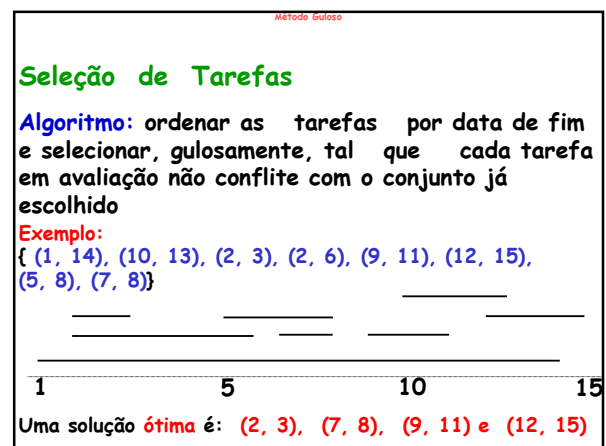 Método Guloso
Seleção de Tarefas
Algoritmo: ordenar as tarefas por data de fim
e selecionar, gulosamente, tal que cada tarefa
em avaliação não conflite com o conjunto já
escolhido
Exemplo:
{ (1, 14), (10, 13), (2, 3), (2, 6), (9, 11), (12, 15),
(5, 8), (7, 8)}
1 5 10 15
Uma solução ótima é: (2, 3), (7, 8), (9, 11) e (12, 15)